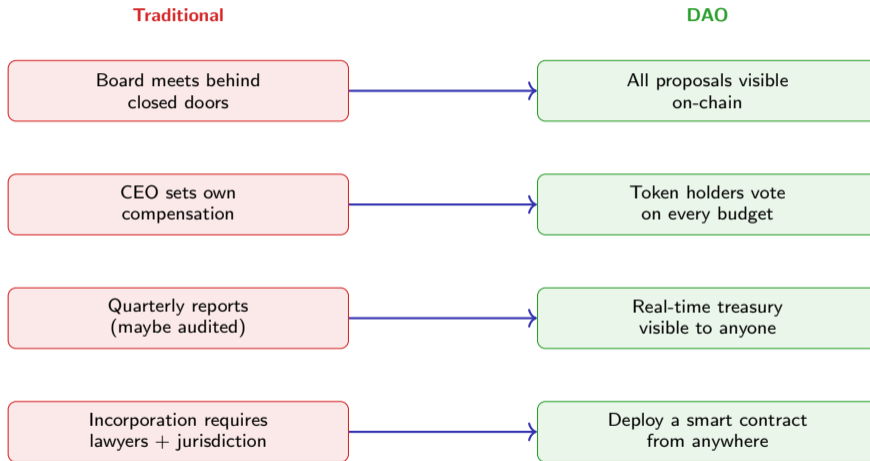 Traditional
DAO
Board meets behind
closed doors
All proposals visible
on-chain
CEO sets own
compensation
Token holders vote
on every budget
Quarterly reports
(maybe audited)
Real-time treasury
visible to anyone
Incorporation requires
lawyers + jurisdiction
Deploy a smart contract
from anywhere